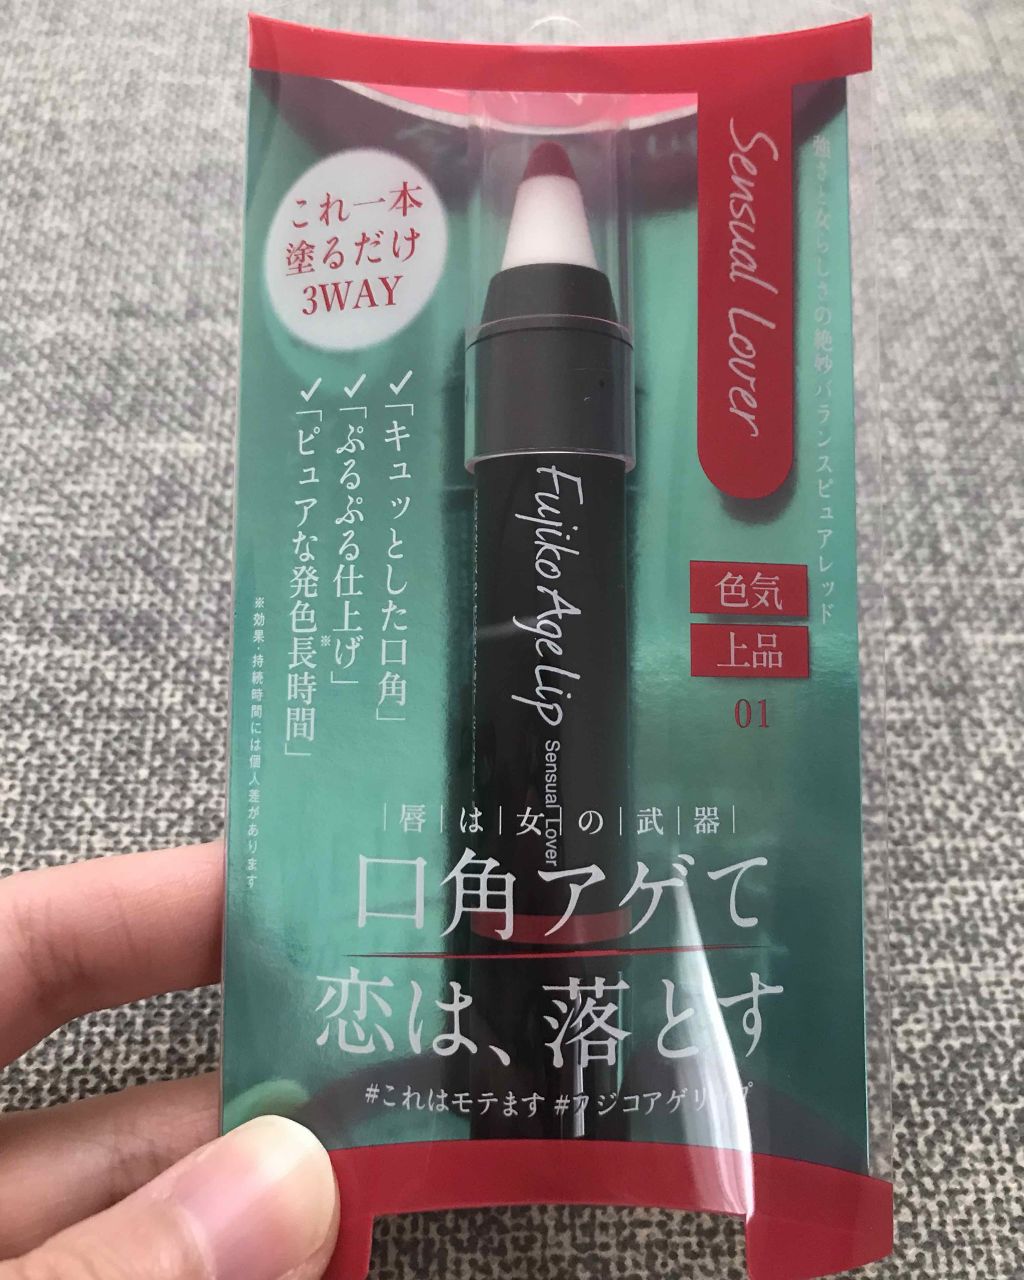 Sensual Lover
強さと女らしさの絶妙バランスピュアレッド
これ一本
塗るだけ
3WAY
✓「キュッとした口角」
✓「ぷるぷる仕上げ」
✓「ピュアな発色長時間」※
※効果・持続時間には個人差があります
Fujiko Age Lip
Sensual Lover
色気
上品
01
唇|は|女|の|武|器
口角アゲて
恋は、落とす
#これはモテます #フジコアゲリップ